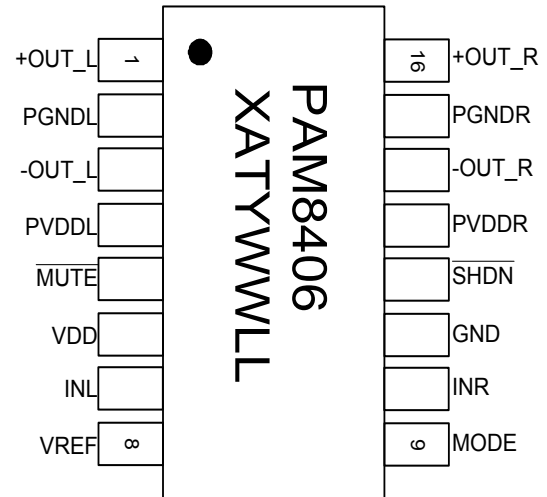 +OUT_L 1 16 +OUT_R
PGNDL PGNDR
-OUT_L -OUT_R
PVDDL PVDDR
MUTE SHDN
VDD GND
INL INR
VREF 8 9 MODE
PAM8406
XATYWWLL